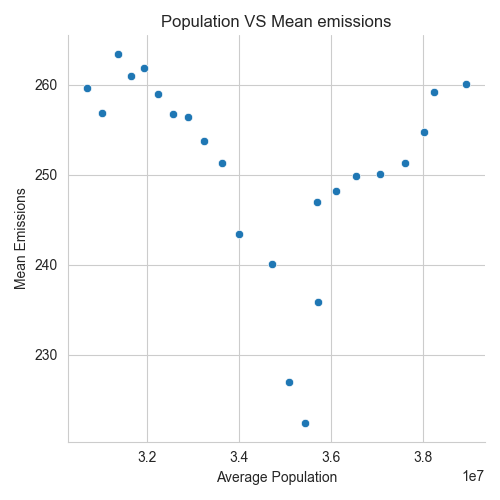 Population VS Mean emissions
260
250
240
230
Mean Emissions
3.2 3.4 3.6 3.8
1e7
Average Population